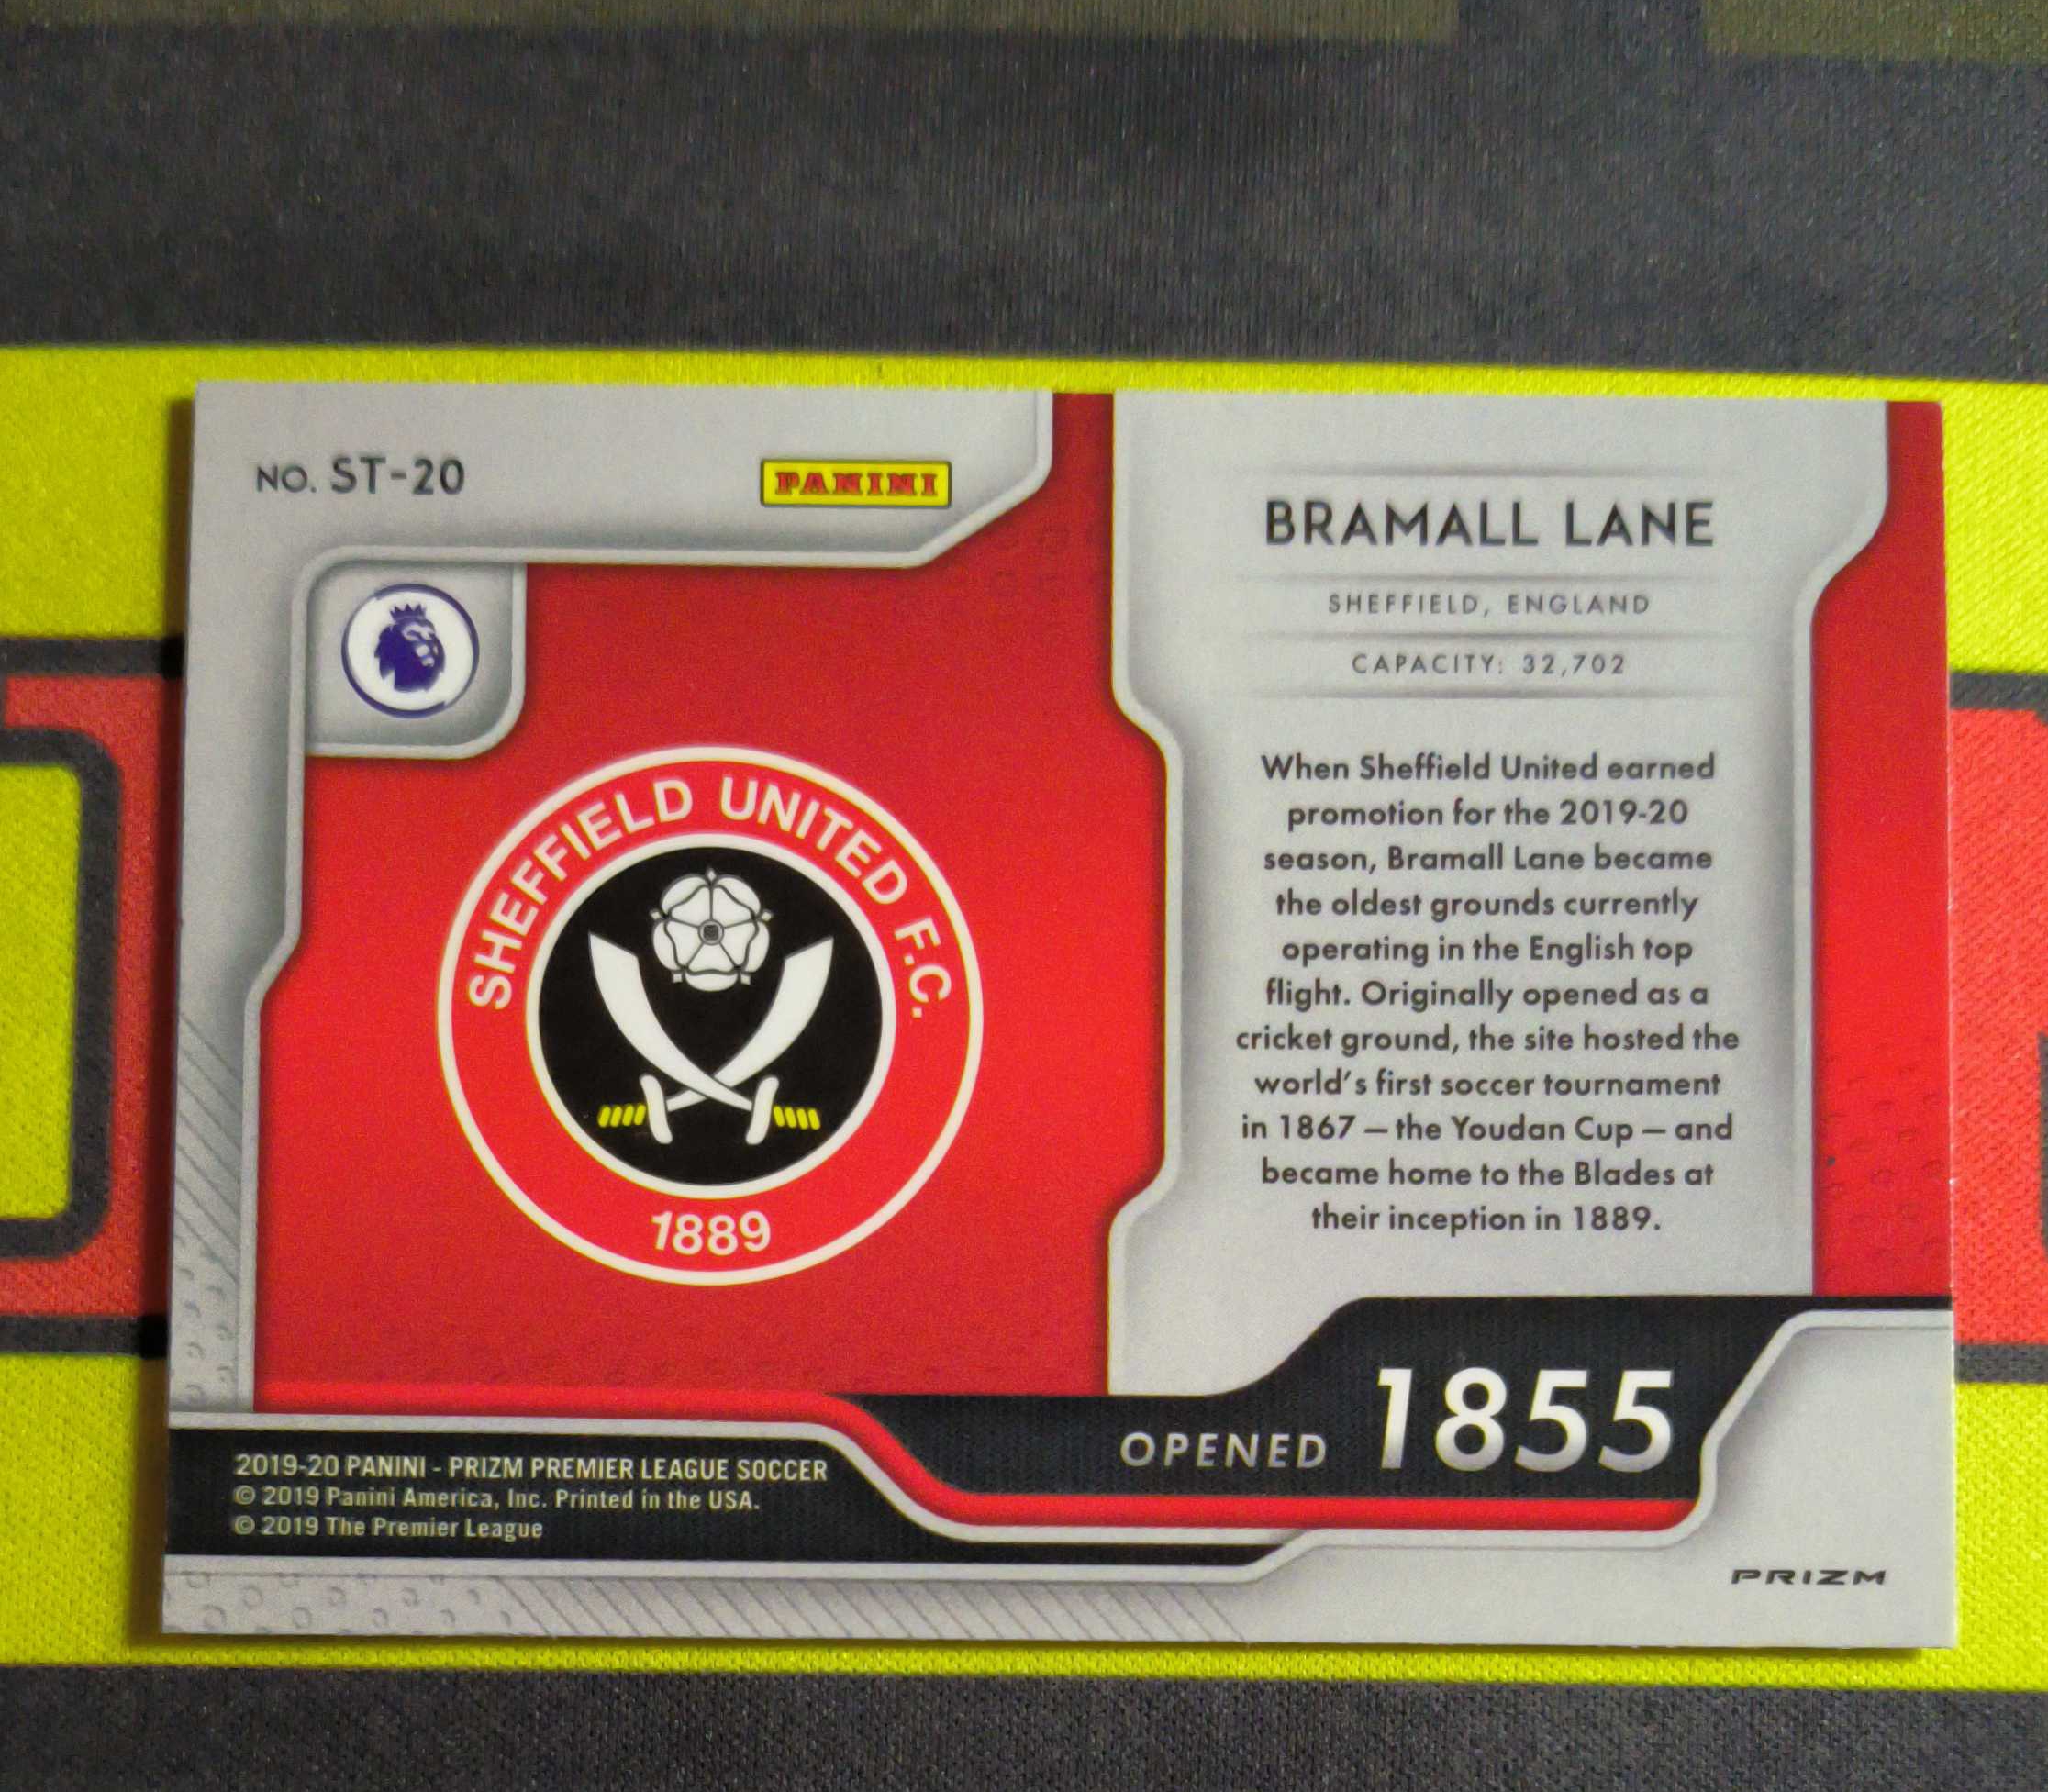 NO. ST-20
PANINI
SHEFFIELD UNITED F.C.
1889
BRAMALL LANE
SHEFFIELD, ENGLAND
CAPACITY: 32,702
When Sheffield United earned
promotion for the 2019-20
season, Bramall Lane became
the oldest grounds currently
operating in the English top
flight. Originally opened as a
cricket ground, the site hosted the
world's first soccer tournament
in 1867 — the Youdan Cup — and
became home to the Blades at
their inception in 1889.
OPENED 1855
2019-20 PANINI - PRIZM PREMIER LEAGUE SOCCER
© 2019 Panini America, Inc. Printed in the USA.
© 2019 The Premier League
PRIZM